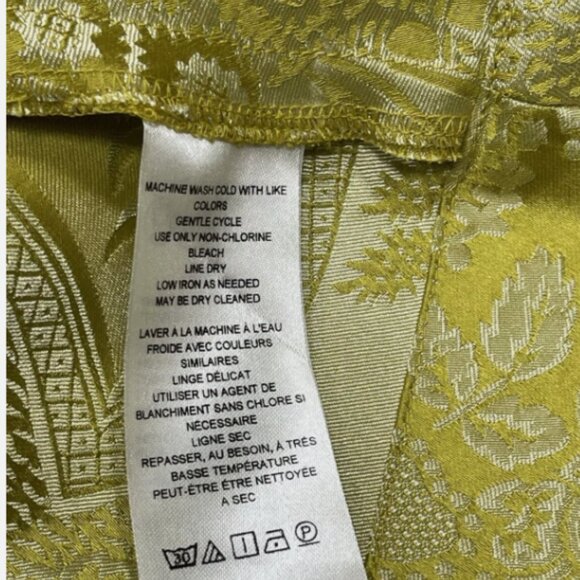 MACHINE WASH COLD WITH LIKE
COLORS
GENTLE CYCLE
USE ONLY NON-CHLORINE
BLEACH
LINE DRY
LOW IRON AS NEEDED
MAY BE DRY CLEANED
LAVER À LA MACHINE À L'EAU
FROIDE AVEC COULEURS
SIMILAIRES
LINGE DÉLICAT
UTILISER UN AGENT DE
BLANCHIMENT SANS CHLORE SI
NÉCESSAIRE
LIGNE SEC
REPASSER, AU BESOIN, À TRÈS
BASSE TEMPÉRATURE
PEUT-ÊTRE ÊTRE NETTOYÉE
A SEC
30 P